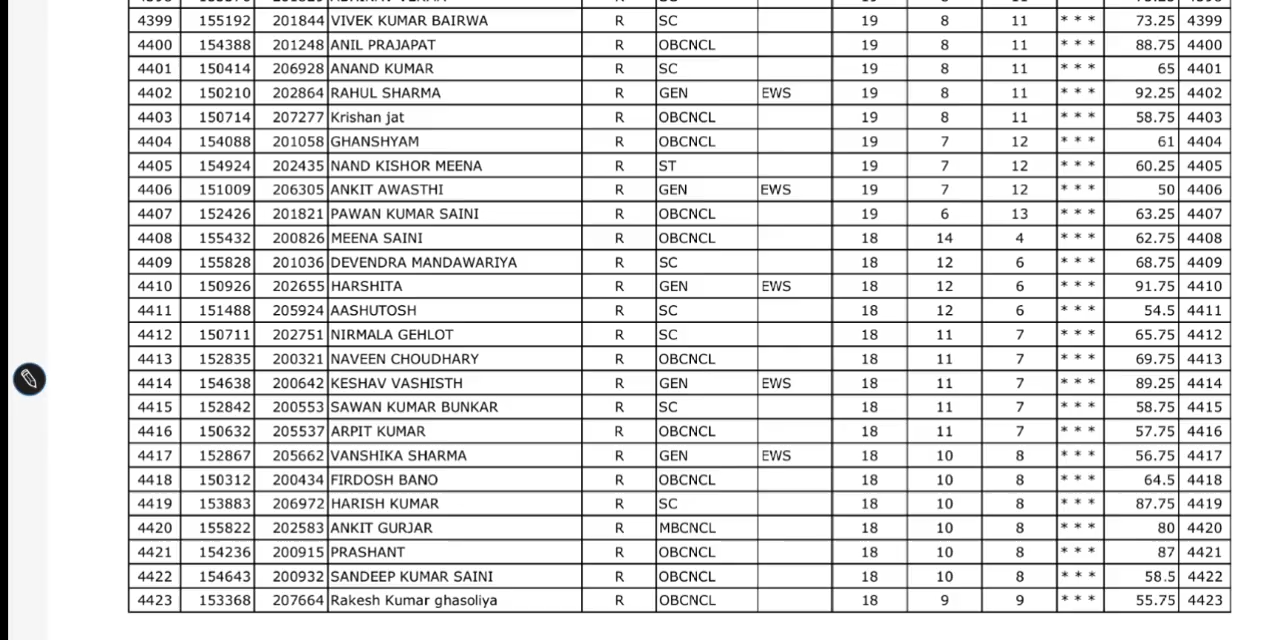 4399 155192 201844 VIVEK KUMAR BAIRWA R SC 19 8 11 * * * 73.25 4399
4400 154388 201248 ANIL PRAJAPAT R OBCNCL 19 8 11 * * * 88.75 4400
4401 150414 206928 ANAND KUMAR R SC 19 8 11 * * * 65 4401
4402 150210 202864 RAHUL SHARMA R GEN EWS 19 8 11 * * * 92.25 4402
4403 150714 207277 Krishan jat R OBCNCL 19 8 11 * * * 58.75 4403
4404 154088 201058 GHANSHYAM R OBCNCL 19 7 12 * * * 61 4404
4405 154924 202435 NAND KISHOR MEENA R ST 19 7 12 * * * 60.25 4405
4406 151009 206305 ANKIT AWASTHI R GEN EWS 19 7 12 * * * 50 4406
4407 152426 201821 PAWAN KUMAR SAINI R OBCNCL 19 6 13 * * * 63.25 4407
4408 155432 200826 MEENA SAINI R OBCNCL 18 14 4 * * * 62.75 4408
4409 155828 201036 DEVENDRA MANDAWARIYA R SC 18 12 6 * * * 68.75 4409
4410 150926 202655 HARSHITA R GEN EWS 18 12 6 * * * 91.75 4410
4411 151488 205924 AASHUTOSH R SC 18 12 6 * * * 54.5 4411
4412 150711 202751 NIRMALA GEHLOT R SC 18 11 7 * * * 65.75 4412
4413 152835 200321 NAVEEN CHOUDHARY R OBCNCL 18 11 7 * * * 69.75 4413
4414 154638 200642 KESHAV VASHISTH R GEN EWS 18 11 7 * * * 89.25 4414
4415 152842 200553 SAWAN KUMAR BUNKAR R SC 18 11 7 * * * 58.75 4415
4416 150632 205537 ARPIT KUMAR R OBCNCL 18 11 7 * * * 57.75 4416
4417 152867 205662 VANSHIKA SHARMA R GEN EWS 18 10 8 * * * 56.75 4417
4418 150312 200434 FIRDOSH BANO R OBCNCL 18 10 8 * * * 64.5 4418
4419 153883 206972 HARISH KUMAR R SC 18 10 8 * * * 87.75 4419
4420 155822 202583 ANKIT GURJAR R MBCNCL 18 10 8 * * * 80 4420
4421 154236 200915 PRASHANT R OBCNCL 18 10 8 * * * 87 4421
4422 154643 200932 SANDEEP KUMAR SAINI R OBCNCL 18 10 8 * * * 58.5 4422
4423 153368 207664 Rakesh Kumar ghasoliya R OBCNCL 18 9 9 * * * 55.75 4423